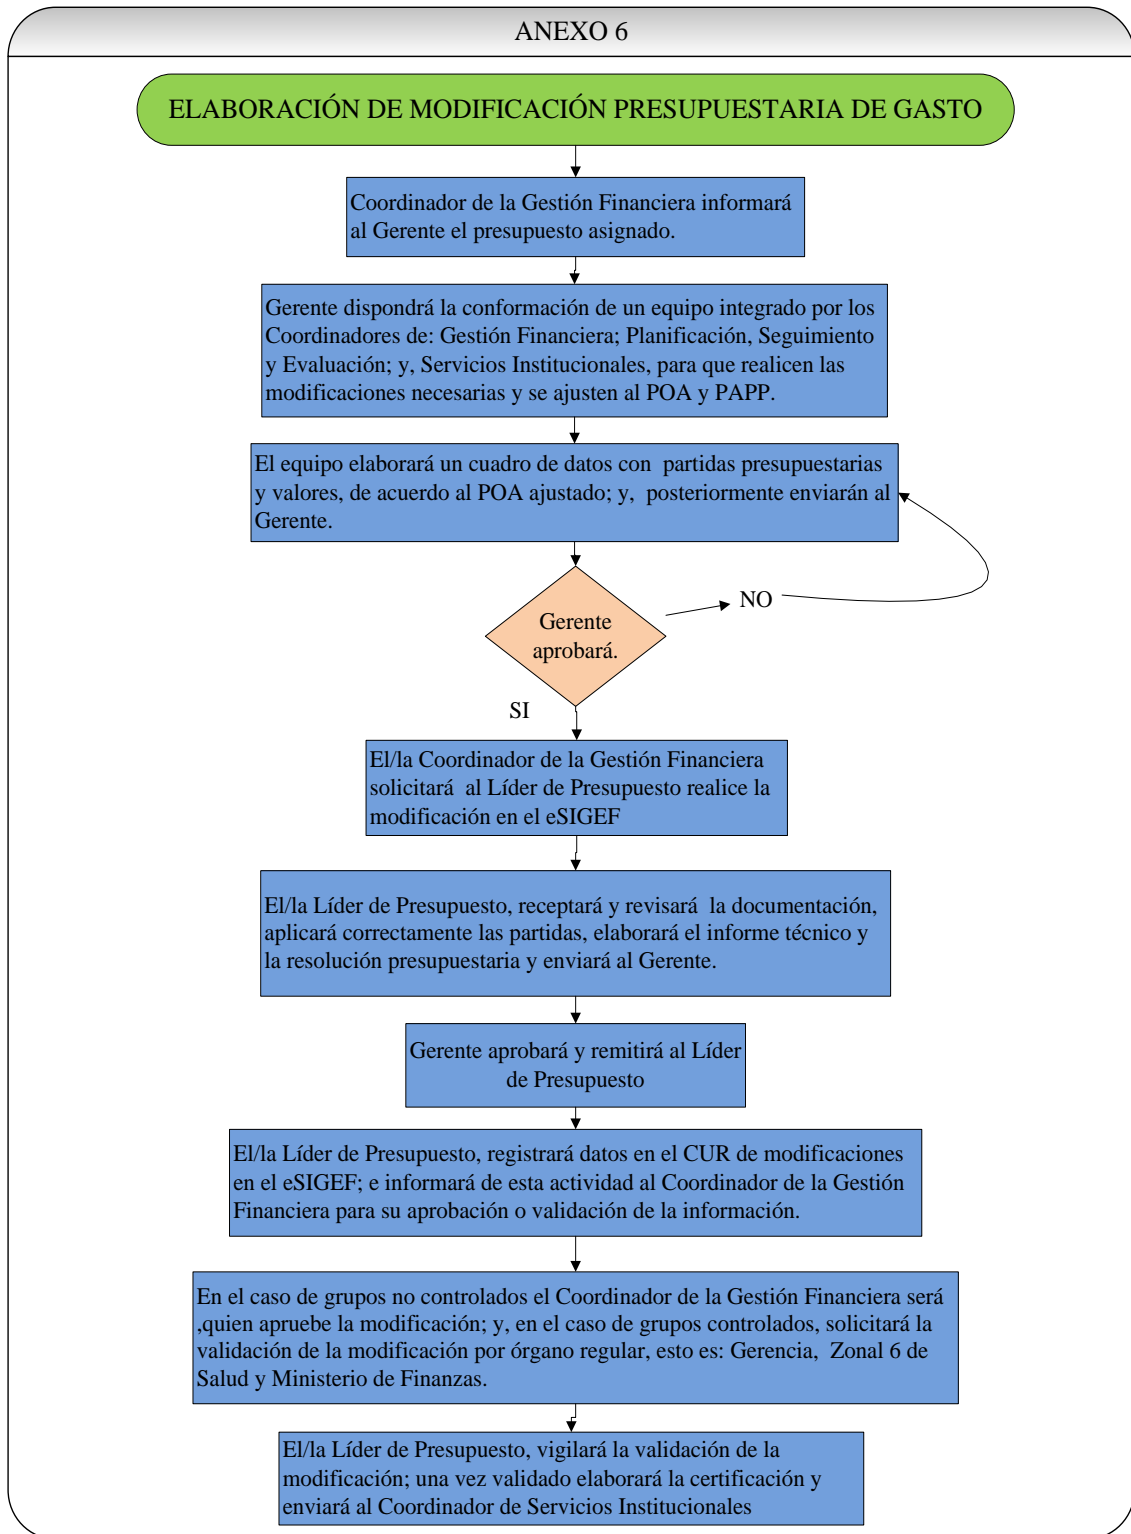 ANEXO 6
ELABORACIÓN DE MODIFICACIÓN PRESUPUESTARIA DE GASTO
Coordinador de la Gestión Financiera informará
al Gerente el presupuesto asignado.
Gerente dispondrá la conformación de un equipo integrado por los
Coordinadores de: Gestión Financiera; Planificación, Seguimiento
y Evaluación; y, Servicios Institucionales, para que realicen las
modificaciones necesarias y se ajusten al POA y PAPP.
El equipo elaborará un cuadro de datos con  partidas presupuestarias
y valores, de acuerdo al POA ajustado; y,  posteriormente enviarán al
Gerente.
NO
Gerente
aprobará.
SI
El/la Coordinador de la Gestión Financiera
solicitará  al Líder de Presupuesto realice la
modificación en el eSIGEF
El/la Líder de Presupuesto, receptará y revisará  la documentación,
aplicará correctamente las partidas, elaborará el informe técnico y
la resolución presupuestaria y enviará al Gerente.
Gerente aprobará y remitirá al Líder
de Presupuesto
El/la Líder de Presupuesto, registrará datos en el CUR de modificaciones
en el eSIGEF; e informará de esta actividad al Coordinador de la Gestión
Financiera para su aprobación o validación de la información.
En el caso de grupos no controlados el Coordinador de la Gestión Financiera será
,quien apruebe la modificación; y, en el caso de grupos controlados, solicitará la
validación de la modificación por órgano regular, esto es: Gerencia,  Zonal 6 de
Salud y Ministerio de Finanzas.
El/la Líder de Presupuesto, vigilará la validación de la
modificación; una vez validado elaborará la certificación y
enviará al Coordinador de Servicios Institucionales